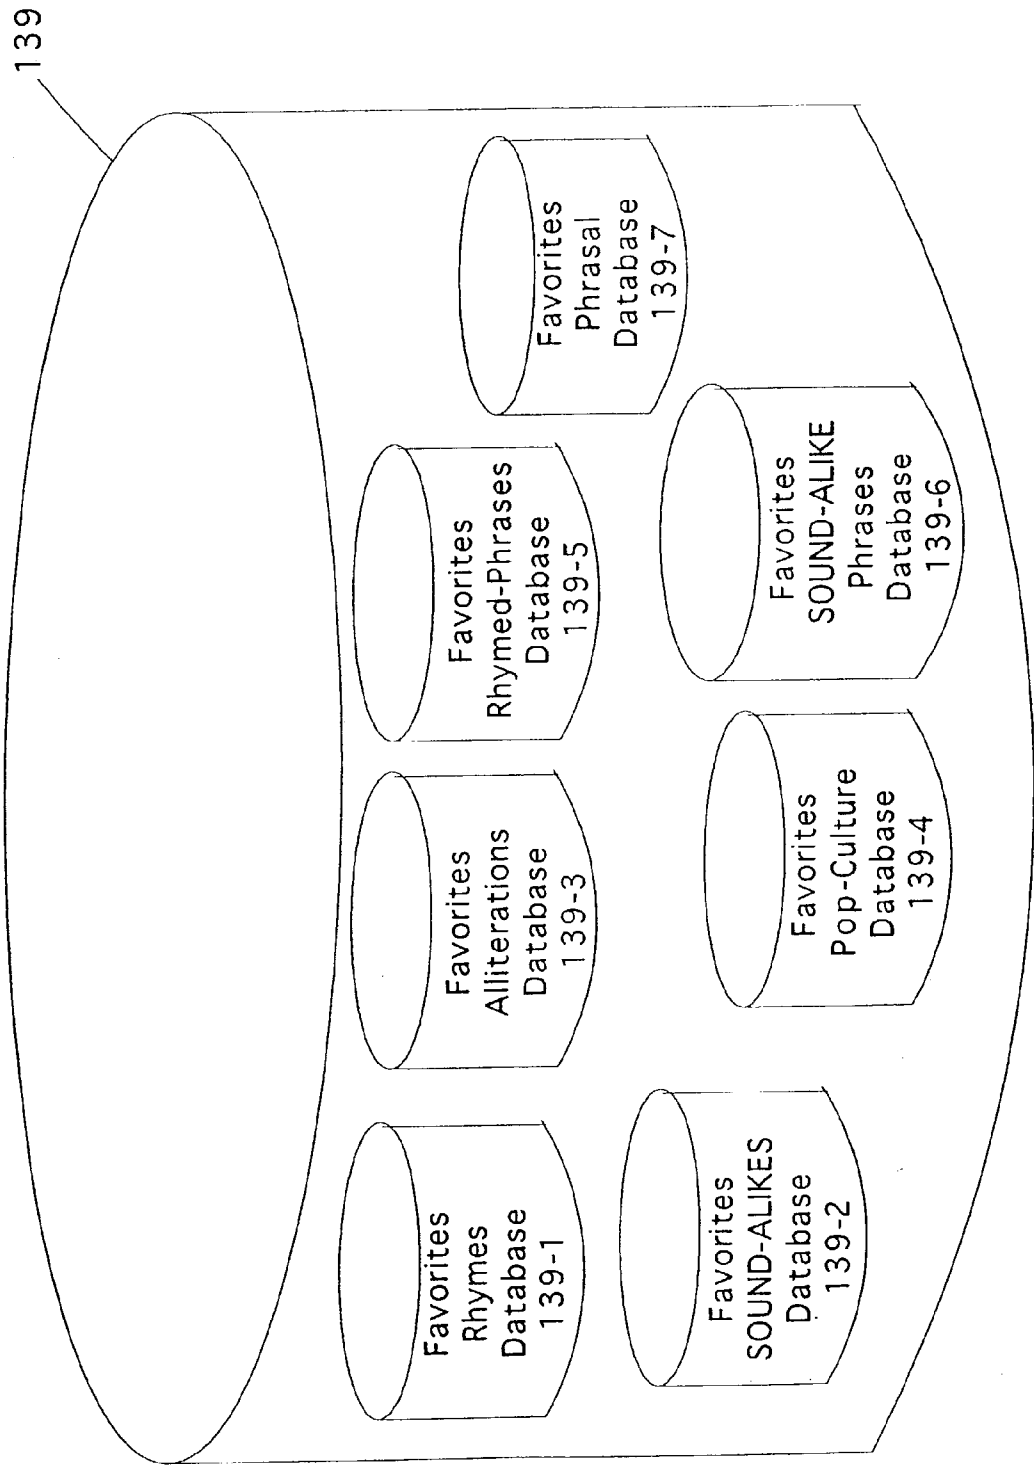 139
Favorites
Rhymes
Database
139-1
Favorites
SOUND-ALIKES
Database
139-2
Favorites
Alliterations
Database
139-3
Favorites
Pop-Culture
Database
139-4
Favorites
Rhymed-Phrases
Database
139-5
Favorites
SOUND-ALIKE
Phrases
Database
139-6
Favorites
Phrasal
Database
139-7